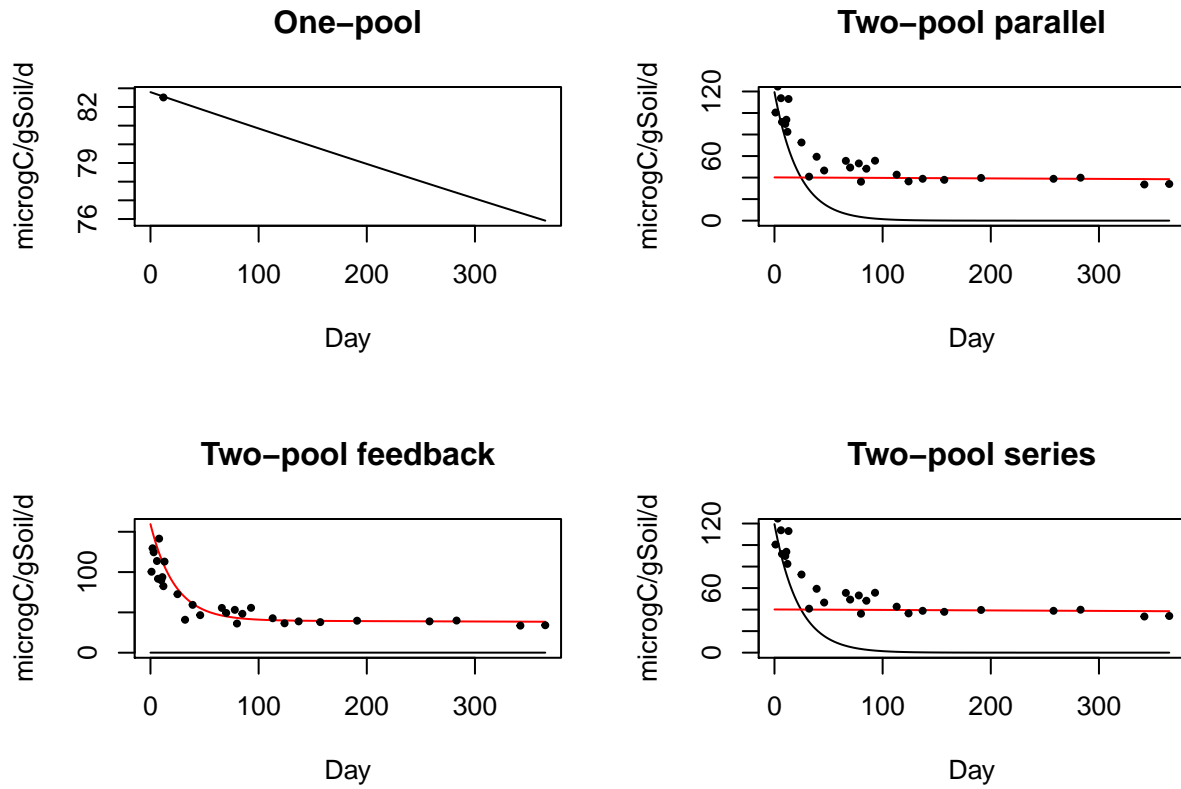 One−pool
microgC/gSoil/d
82
79
76
0 100 200 300
Day
Two−pool parallel
microgC/gSoil/d
120
60
0
0 100 200 300
Day
Two−pool feedback
microgC/gSoil/d
100
0
0 100 200 300
Day
Two−pool series
microgC/gSoil/d
120
60
0
0 100 200 300
Day